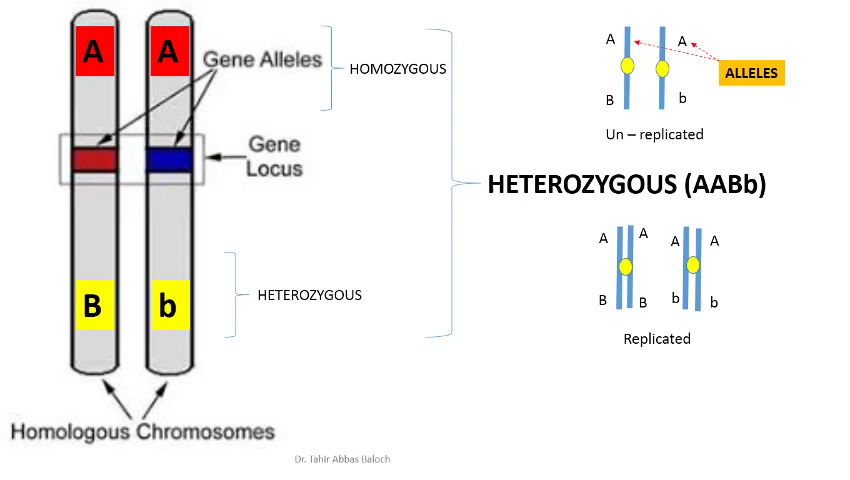 A
A
Gene Alleles
HOMOZYGOUS
Gene
Locus
B
b
HETEROZYGOUS
Homologous Chromosomes
A
A
ALLELES
B
b
Un – replicated
HETEROZYGOUS (AABb)
A
A
A
A
B
B
b
b
Replicated
Dr. Tahir Abbas Baloch